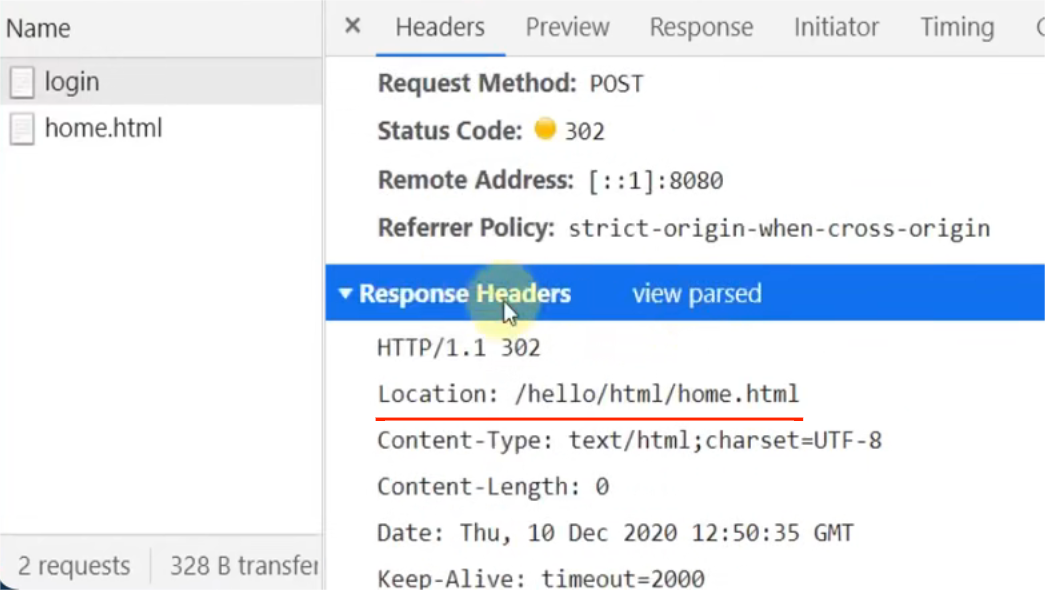 Name
login
home.html
2 requests
328 B transfer
× Headers Preview Response Initiator Timing
Request Method: POST
Status Code: 302
Remote Address: [::1]:8080
Referrer Policy: strict-origin-when-cross-origin
▼ Response Headers view parsed
HTTP/1.1 302
Location: /hello/html/home.html
Content-Type: text/html;charset=UTF-8
Content-Length: 0
Date: Thu, 10 Dec 2020 12:50:35 GMT
Keep-Alive: timeout=2000